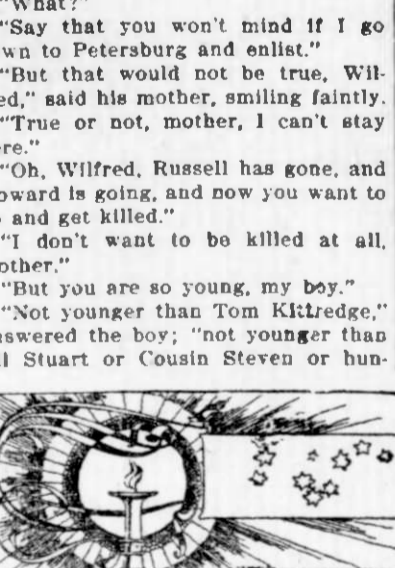 "What?"
"Say that you won't mind if I go
wn to Petersburg and enlist."
"But that would not be true, Wil-
ed," said his mother, smiling faintly.
"True or not, mother, I can't stay
ere."
"Oh, Wilfred, Russell has gone, and
oward is going, and now you want to
and get killed."
"I don't want to be killed at all,
other."
"But you are so young, my boy."
"Not younger than Tom Kittredge,"
nswered the boy; "not younger than
ll Stuart or Cousin Steven or hun-